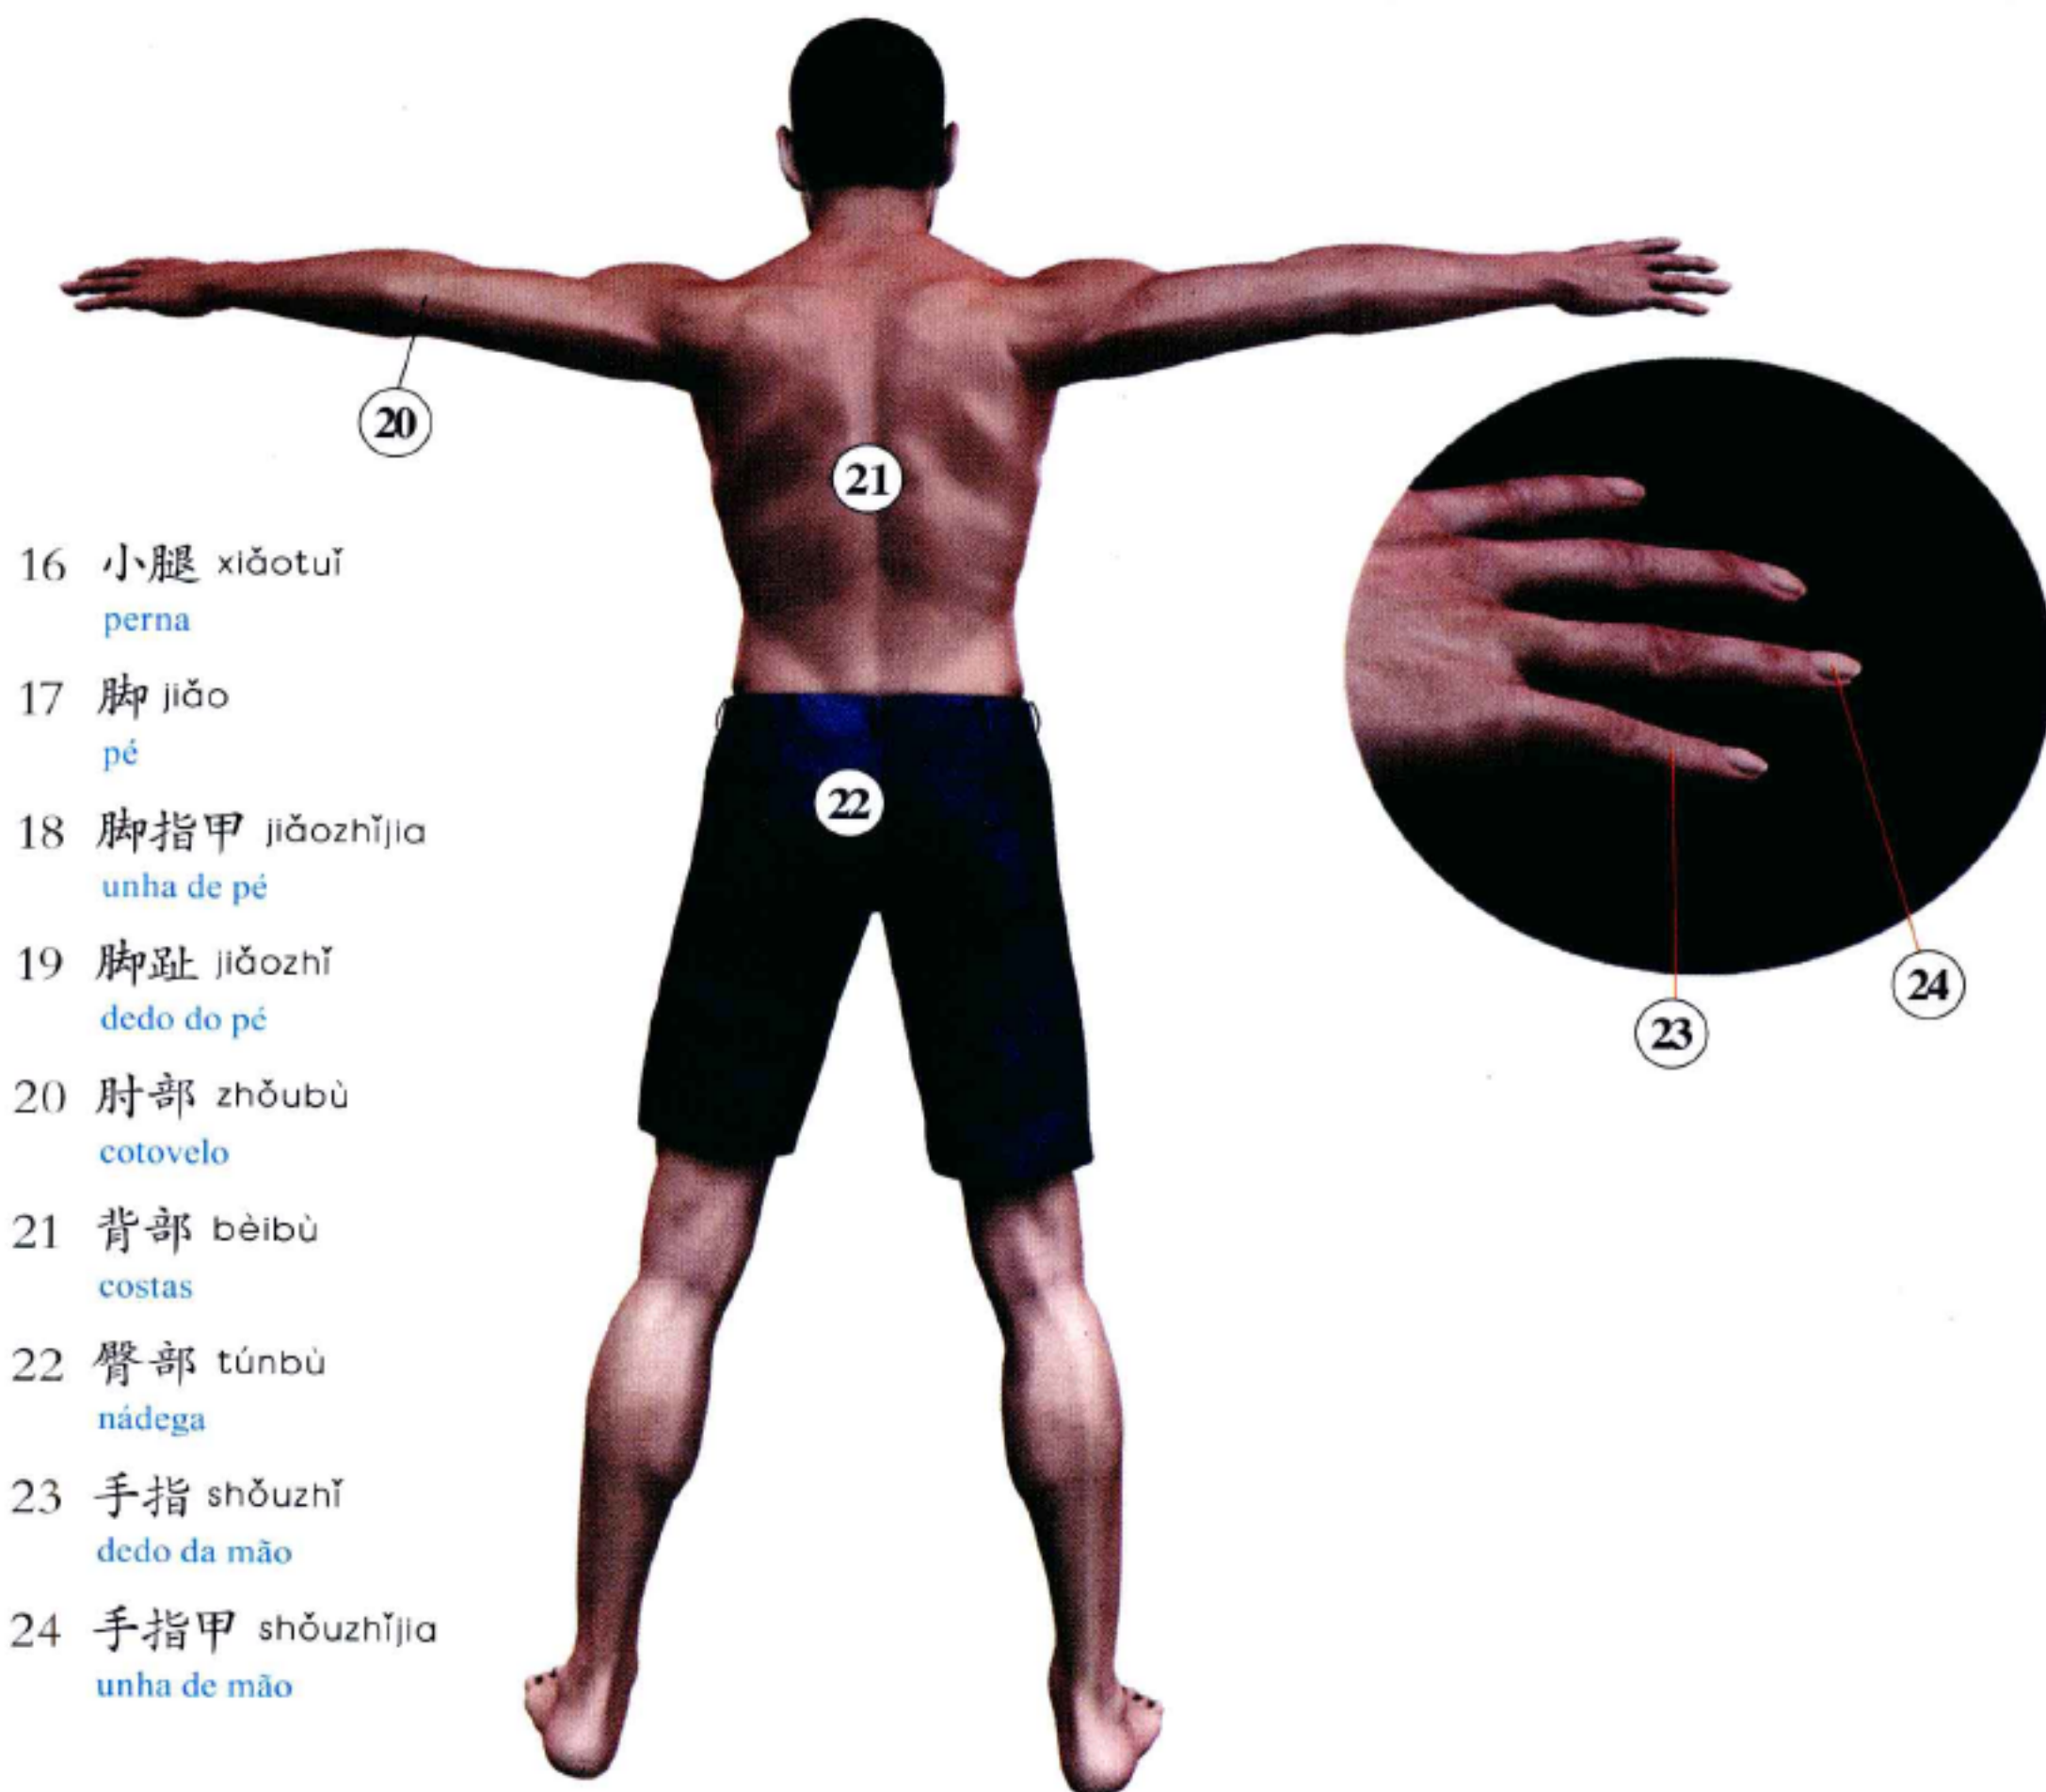 16 小腿 xiǎotuǐ
perna
17 脚 jiǎo
pé
18 脚指甲 jiǎozhǐjia
unha de pé
19 脚趾 jiǎozhǐ
dedo do pé
20 肘部 zhǒubù
cotovelo
21 背部 bèibù
costas
22 臀部 túnbù
nádega
23 手指 shǒuzhǐ
dedo da mão
24 手指甲 shǒuzhǐjia
unha de mão
20
21
22
23
24